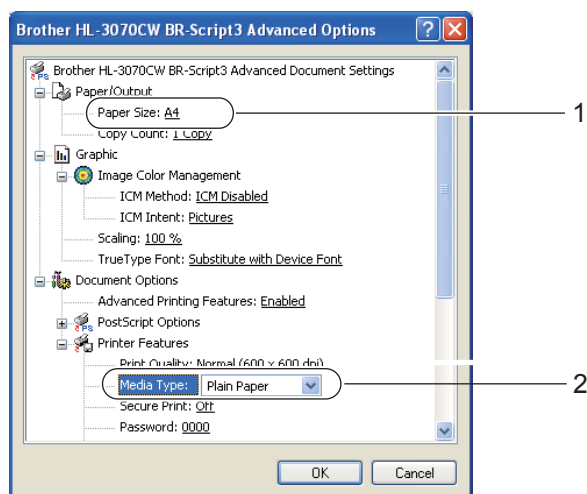 Brother HL-3070CW BR-Script3 Advanced Options
Brother HL-3070CW BR-Script3 Advanced Document Settings
Paper/Output
Paper Size: A4
1
Copy Count: 1 Copy
Graphic
Image Color Management
ICM Method: ICM Disabled
ICM Intent: Pictures
Scaling: 100 %
TrueType Font: Substitute with Device Font
Document Options
Advanced Printing Features: Enabled
PostScript Options
Printer Features
Print Quality: Normal (600 x 600 dpi)
Media Type: Plain Paper
2
Secure Print: Off
Password: 0000
OK Cancel